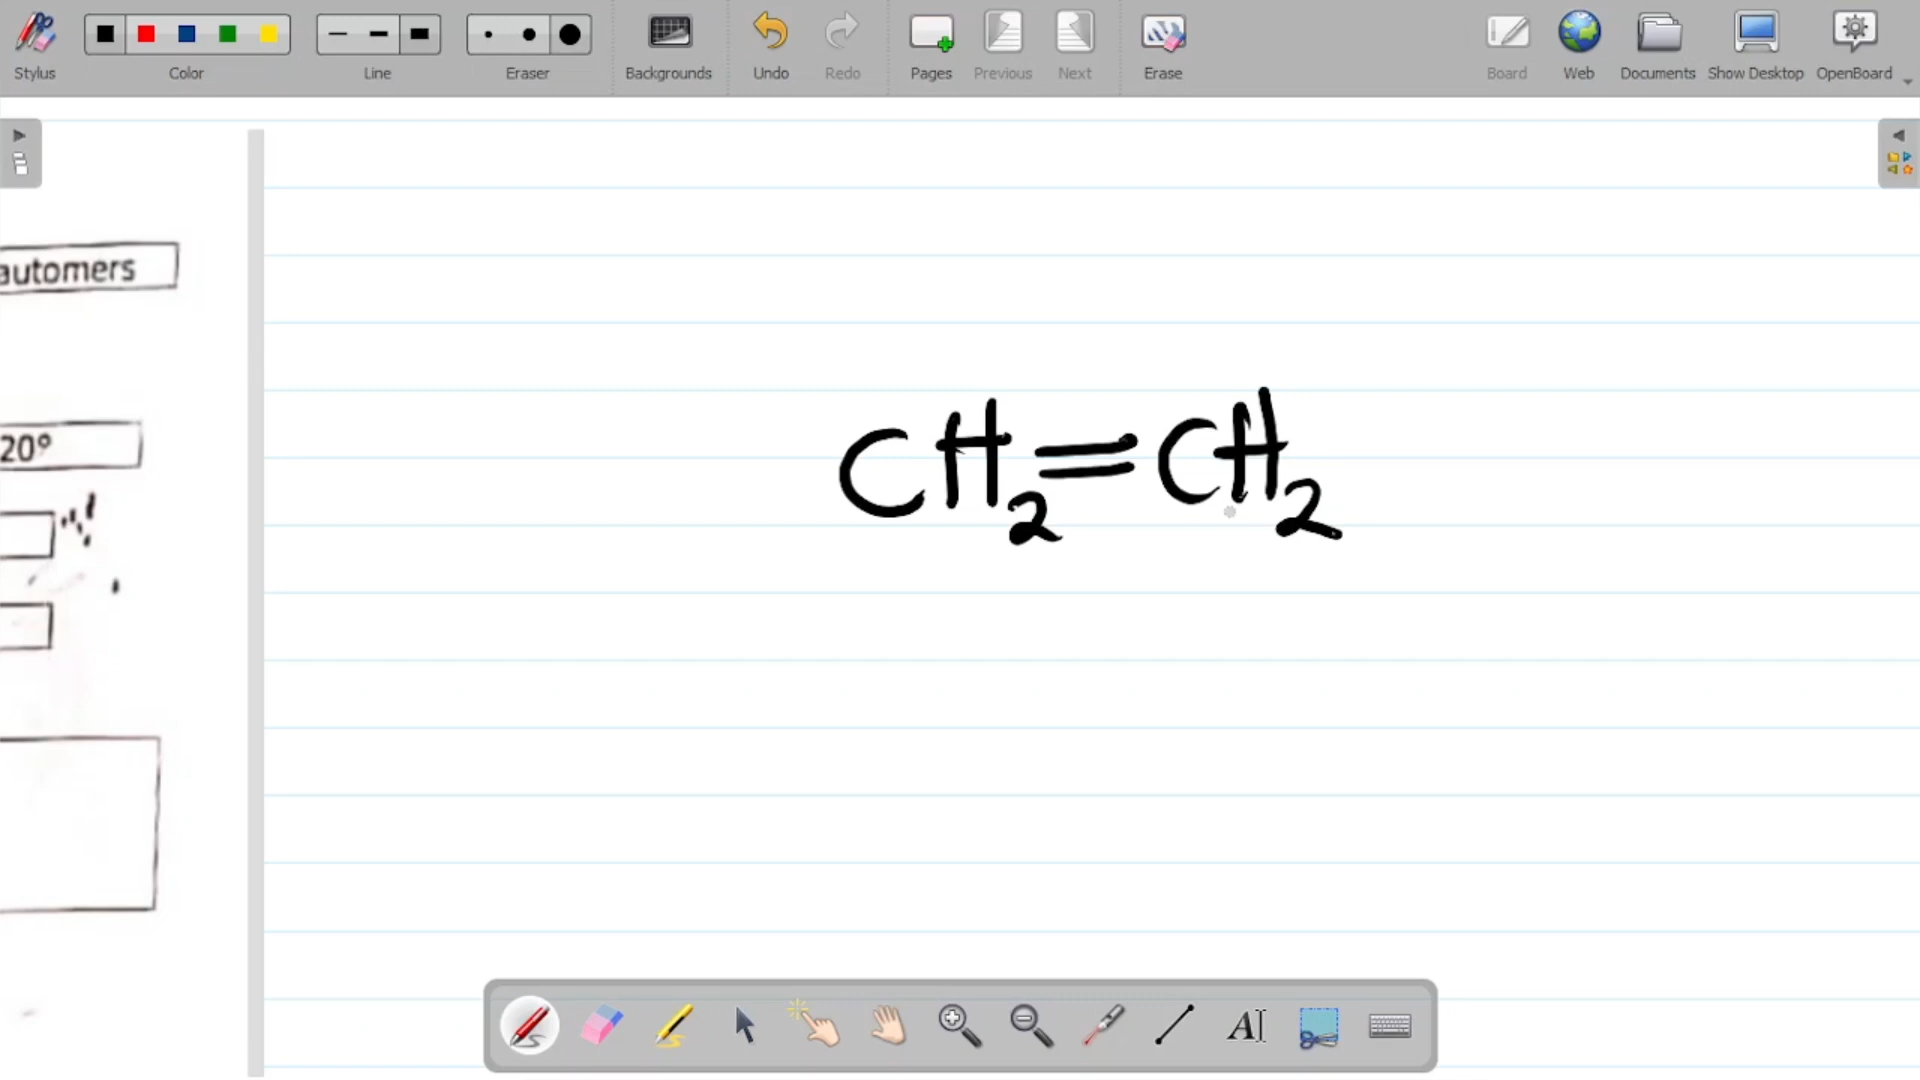 Stylus
Color
Line
Eraser
Backgrounds
Undo
Redo
Pages
Previous
Next
Erase
Board
Web
Documents
Show Desktop
OpenBoard
automers
20°
CH₂=CH₂